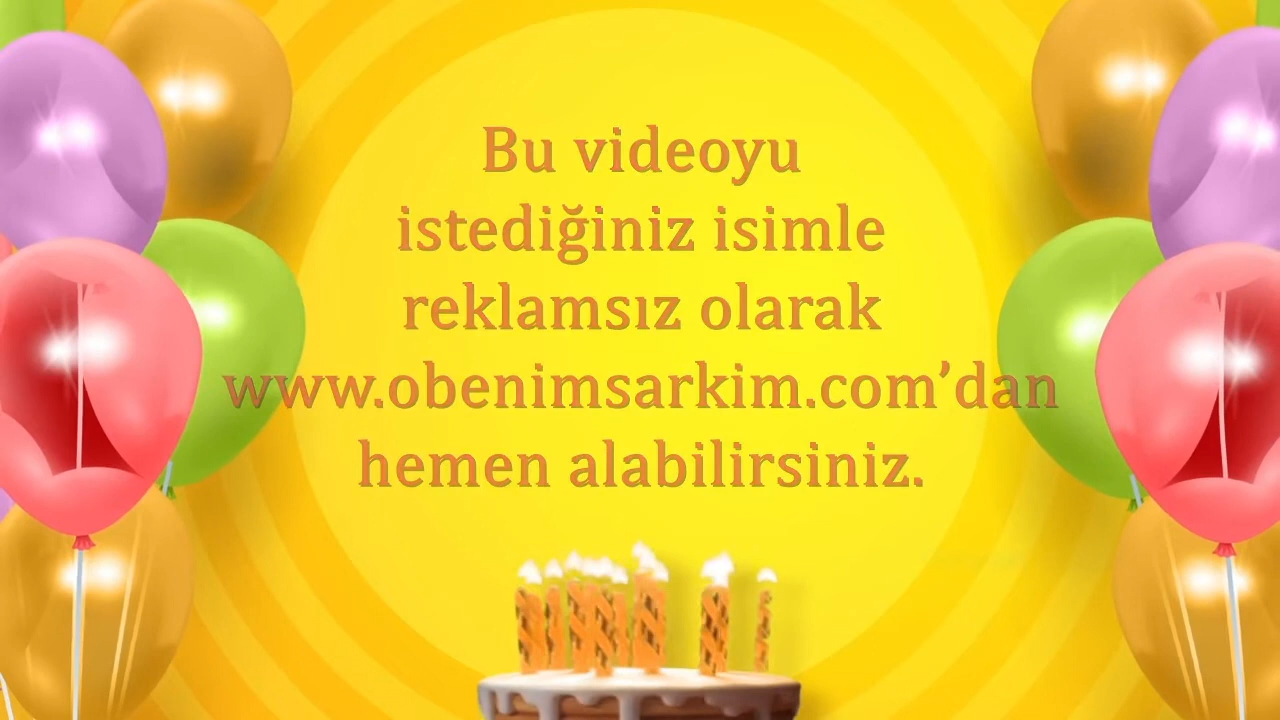 Bu videoyu
istediğiniz isimle
reklamsız olarak
www.obenimsarkim.com’dan
hemen alabilirsiniz.